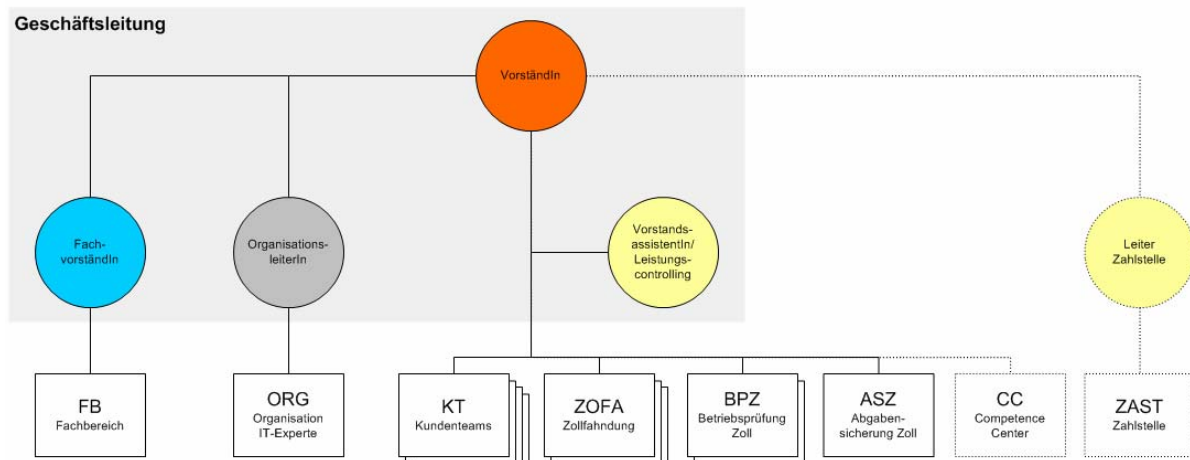 Geschäftsleitung
VorständIn
Fach-
vorständIn
Organisations-
leiterIn
Vorstands-
assistentIn/
Leistungs-
controlling
Leiter
Zahlstelle
FB
Fachbereich
ORG
Organisation
IT-Experte
KT
Kundenteams
ZOFA
Zollfahndung
BPZ
Betriebsprüfung
Zoll
ASZ
Abgaben-
sicherung Zoll
CC
Competence
Center
ZAST
Zahlstelle